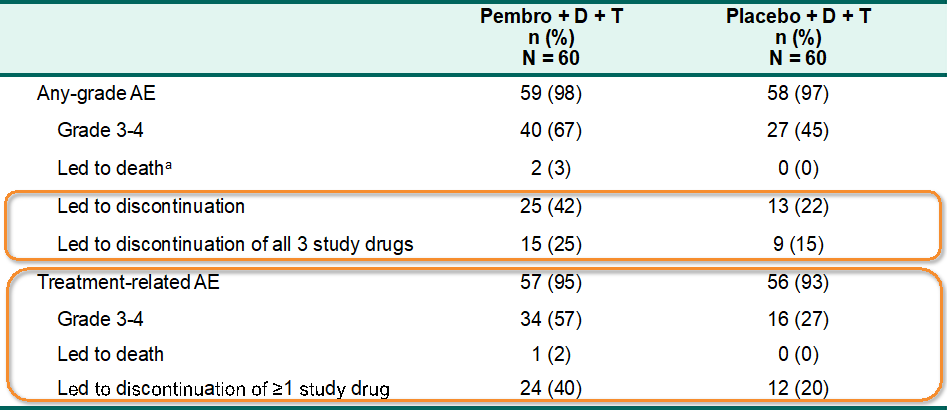 Pembro + D + T Placebo + D + T
n (%) n (%)
N = 60 N = 60
Any-grade AE 59 (98) 58 (97)
Grade 3-4 40 (67) 27 (45)
Led to deathᵃ 2 (3) 0 (0)
Led to discontinuation 25 (42) 13 (22)
Led to discontinuation of all 3 study drugs 15 (25) 9 (15)
Treatment-related AE 57 (95) 56 (93)
Grade 3-4 34 (57) 16 (27)
Led to death 1 (2) 0 (0)
Led to discontinuation of ≥1 study drug 24 (40) 12 (20)